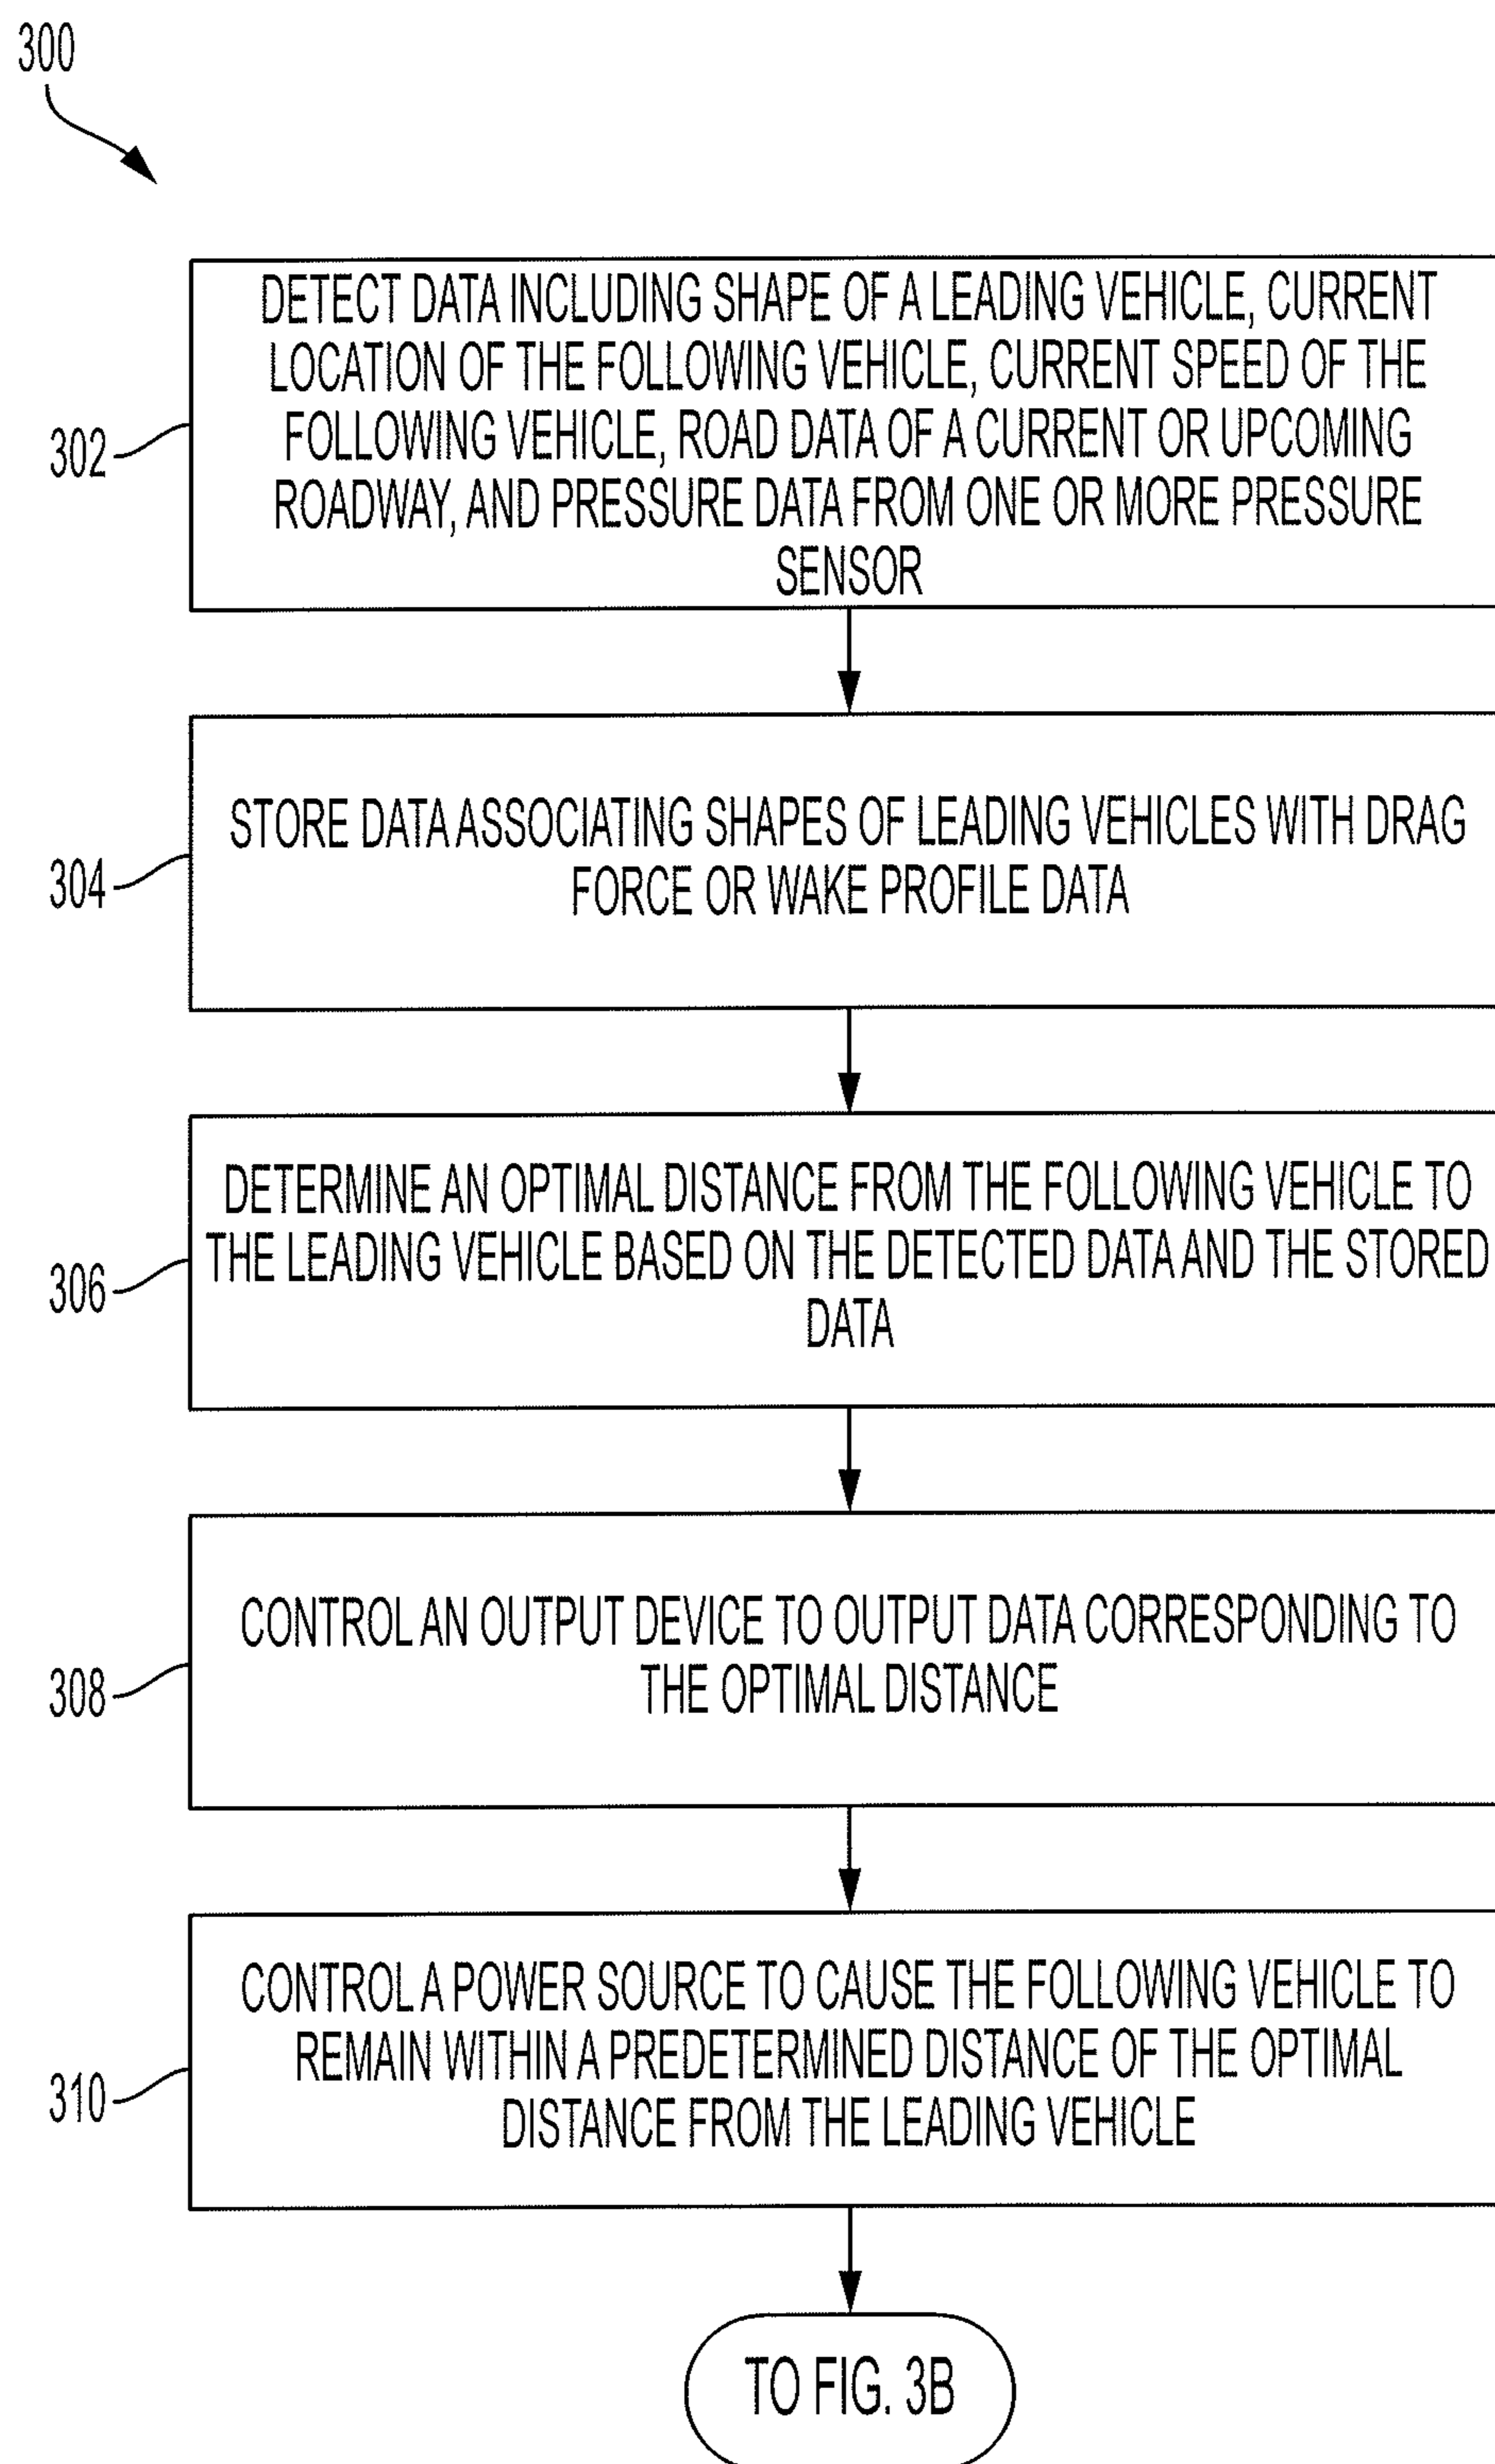 300
302
DETECT DATA INCLUDING SHAPE OF A LEADING VEHICLE, CURRENT
LOCATION OF THE FOLLOWING VEHICLE, CURRENT SPEED OF THE
FOLLOWING VEHICLE, ROAD DATA OF A CURRENT OR UPCOMING
ROADWAY, AND PRESSURE DATA FROM ONE OR MORE PRESSURE
SENSOR
304
STORE DATA ASSOCIATING SHAPES OF LEADING VEHICLES WITH DRAG
FORCE OR WAKE PROFILE DATA
306
DETERMINE AN OPTIMAL DISTANCE FROM THE FOLLOWING VEHICLE TO
THE LEADING VEHICLE BASED ON THE DETECTED DATA AND THE STORED
DATA
308
CONTROL AN OUTPUT DEVICE TO OUTPUT DATA CORRESPONDING TO
THE OPTIMAL DISTANCE
310
CONTROL A POWER SOURCE TO CAUSE THE FOLLOWING VEHICLE TO
REMAIN WITHIN A PREDETERMINED DISTANCE OF THE OPTIMAL
DISTANCE FROM THE LEADING VEHICLE
TO FIG. 3B